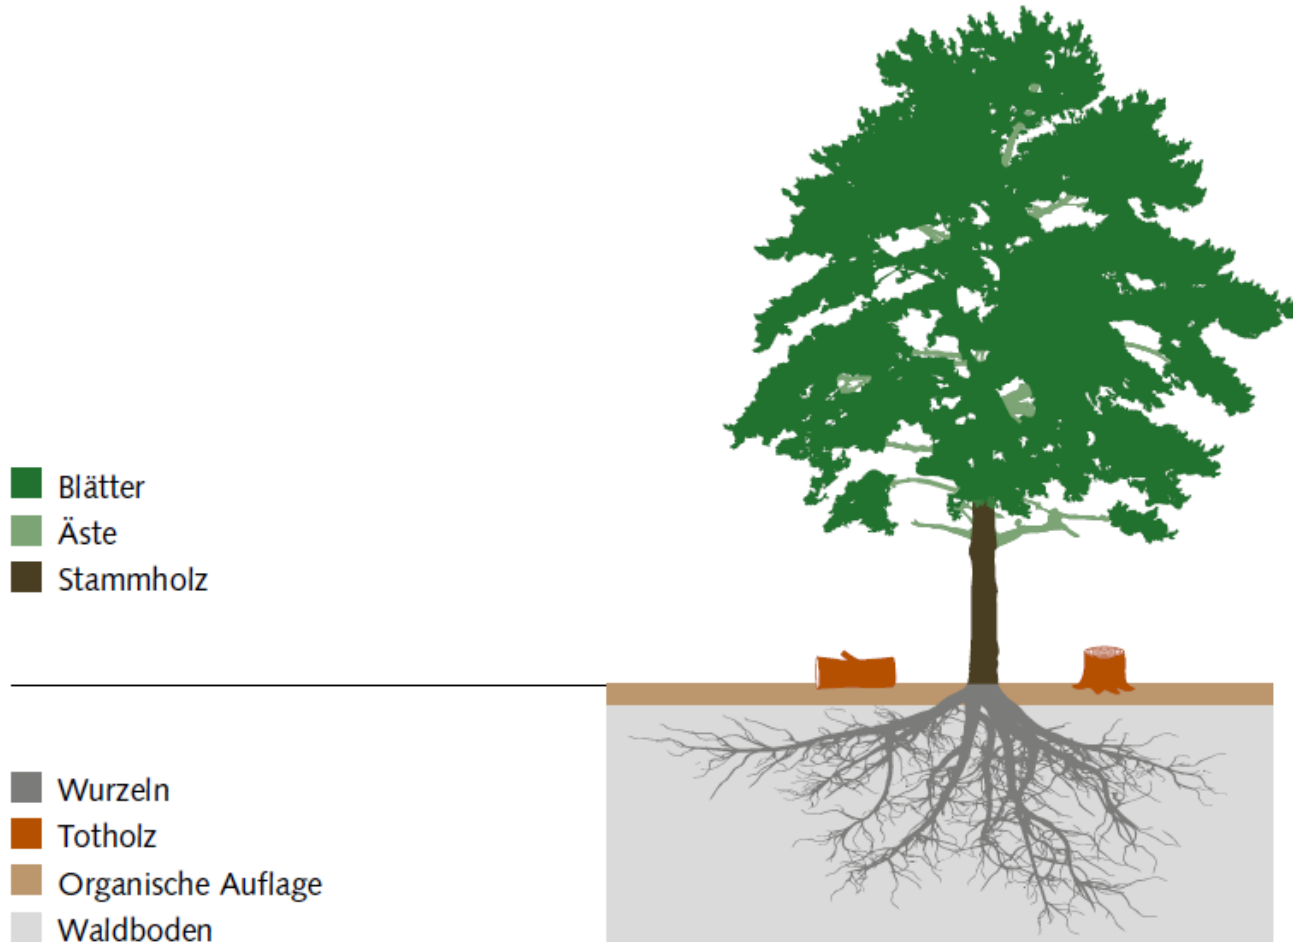 Blätter
Äste
Stammholz
Wurzeln
Totholz
Organische Auflage
Waldboden